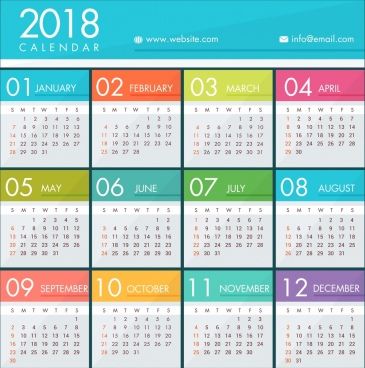 2018
CALENDAR
www.website.com
info@email.com
01 JANUARY
S M T W T F S
1 2 3 4 5 6
7 8 9 10 11 12 13
14 15 16 17 18 19 20
21 22 23 24 25 26 27
28 29 30 31
02 FEBRUARY
S M T W T F S
1 2 3
4 5 6 7 8 9 10
11 12 13 14 15 16 17
18 19 20 21 22 23 24
25 26 27 28
03 MARCH
S M T W T F S
1 2 3
4 5 6 7 8 9 10
11 12 13 14 15 16 17
18 19 20 21 22 23 24
25 26 27 28 29 30 31
04 APRIL
S M T W T F S
1 2 3 4 5 6 7
8 9 10 11 12 13 14
15 16 17 18 19 20 21
22 23 24 25 26 27 28
29 30
05 MAY
S M T W T F S
1 2 3 4 5
6 7 8 9 10 11 12
13 14 15 16 17 18 19
20 21 22 23 24 25 26
27 28 29 30 31
06 JUNE
S M T W T F S
1 2
3 4 5 6 7 8 9
10 11 12 13 14 15 16
17 18 19 20 21 22 23
24 25 26 27 28 29 30
07 JULY
S M T W T F S
1 2 3 4 5 6 7
8 9 10 11 12 13 14
15 16 17 18 19 20 21
22 23 24 25 26 27 28
29 30 31
08 AUGUST
S M T W T F S
1 2 3 4
5 6 7 8 9 10 11
12 13 14 15 16 17 18
19 20 21 22 23 24 25
26 27 28 29 30 31
09 SEPTEMBER
S M T W T F S
1
2 3 4 5 6 7 8
9 10 11 12 13 14 15
16 17 18 19 20 21 22
23 24 25 26 27 28 29
30
10 OCTOBER
S M T W T F S
1 2 3 4 5 6
7 8 9 10 11 12 13
14 15 16 17 18 19 20
21 22 23 24 25 26 27
28 29 30 31
11 NOVEMBER
S M T W T F S
1 2 3
4 5 6 7 8 9 10
11 12 13 14 15 16 17
18 19 20 21 22 23 24
25 26 27 28 29 30
12 DECEMBER
S M T W T F S
1
2 3 4 5 6 7 8
9 10 11 12 13 14 15
16 17 18 19 20 21 22
23 24 25 26 27 28 29
30 31